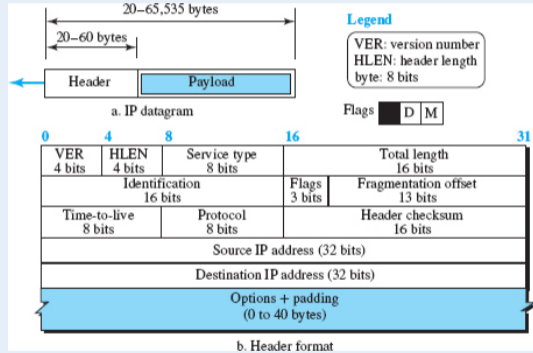 20–65,535 bytes
Legend
20–60 bytes
VER: version number
HLEN: header length
byte: 8 bits
Header
Payload
a. IP datagram
Flags D M
0 4 8 16 31
VER
4 bits
HLEN
4 bits
Service type
8 bits
Total length
16 bits
Identification
16 bits
Flags
3 bits
Fragmentation offset
13 bits
Time-to-live
8 bits
Protocol
8 bits
Header checksum
16 bits
Source IP address (32 bits)
Destination IP address (32 bits)
Options + padding
(0 to 40 bytes)
b. Header format